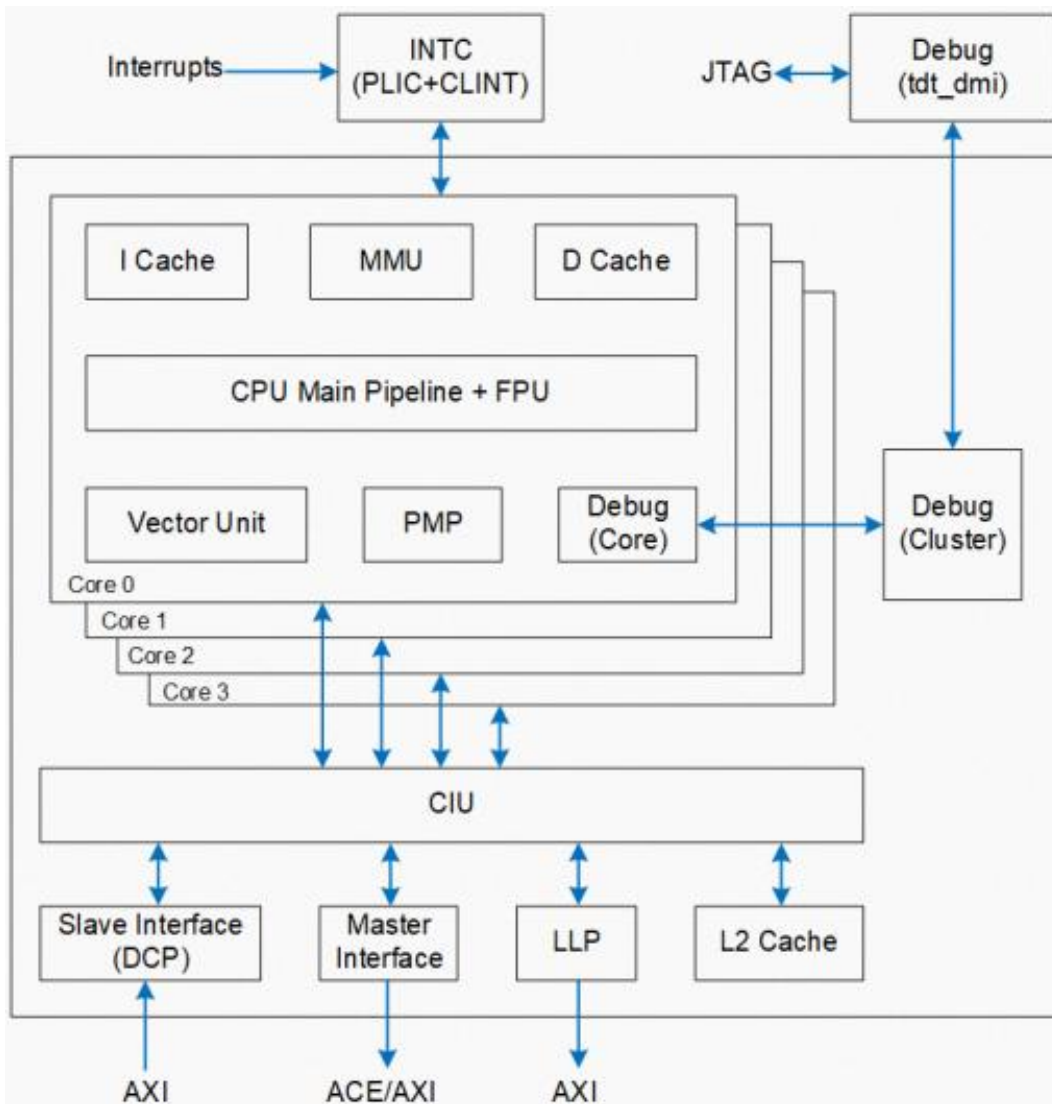 Interrupts
INTC
(PLIC+CLINT)
JTAG
Debug
(tdt_dmi)
I Cache
MMU
D Cache
CPU Main Pipeline + FPU
Vector Unit
PMP
Debug
(Core)
Debug
(Cluster)
Core 0
Core 1
Core 2
Core 3
CIU
Slave Interface
(DCP)
Master
Interface
LLP
L2 Cache
AXI
ACE/AXI
AXI